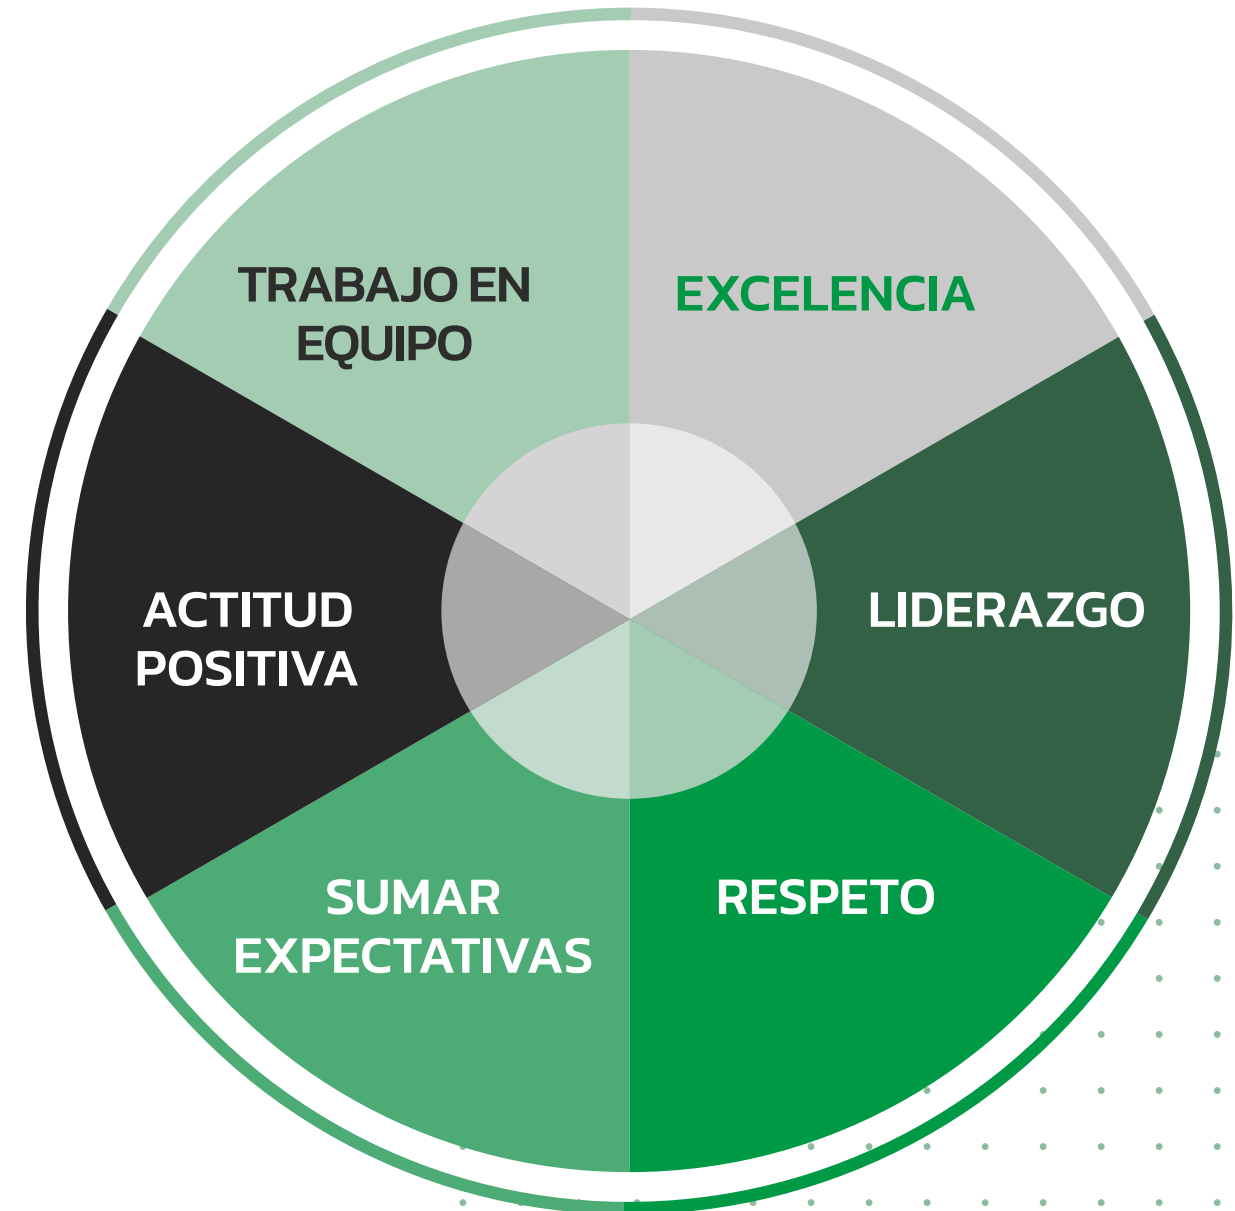 TRABAJO EN
EQUIPO
EXCELENCIA
ACTITUD
POSITIVA
LIDERAZGO
SUMAR
EXPECTATIVAS
RESPETO